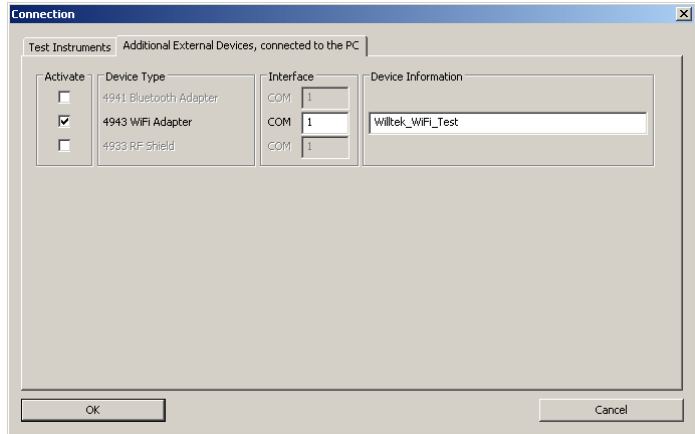 Connection
Test Instruments Additional External Devices, connected to the PC
Activate Device Type Interface Device Information
4941 Bluetooth Adapter COM 1
4943 WiFi Adapter COM 1 Willtek_WiFi_Test
4933 RF Shield COM 1
OK Cancel